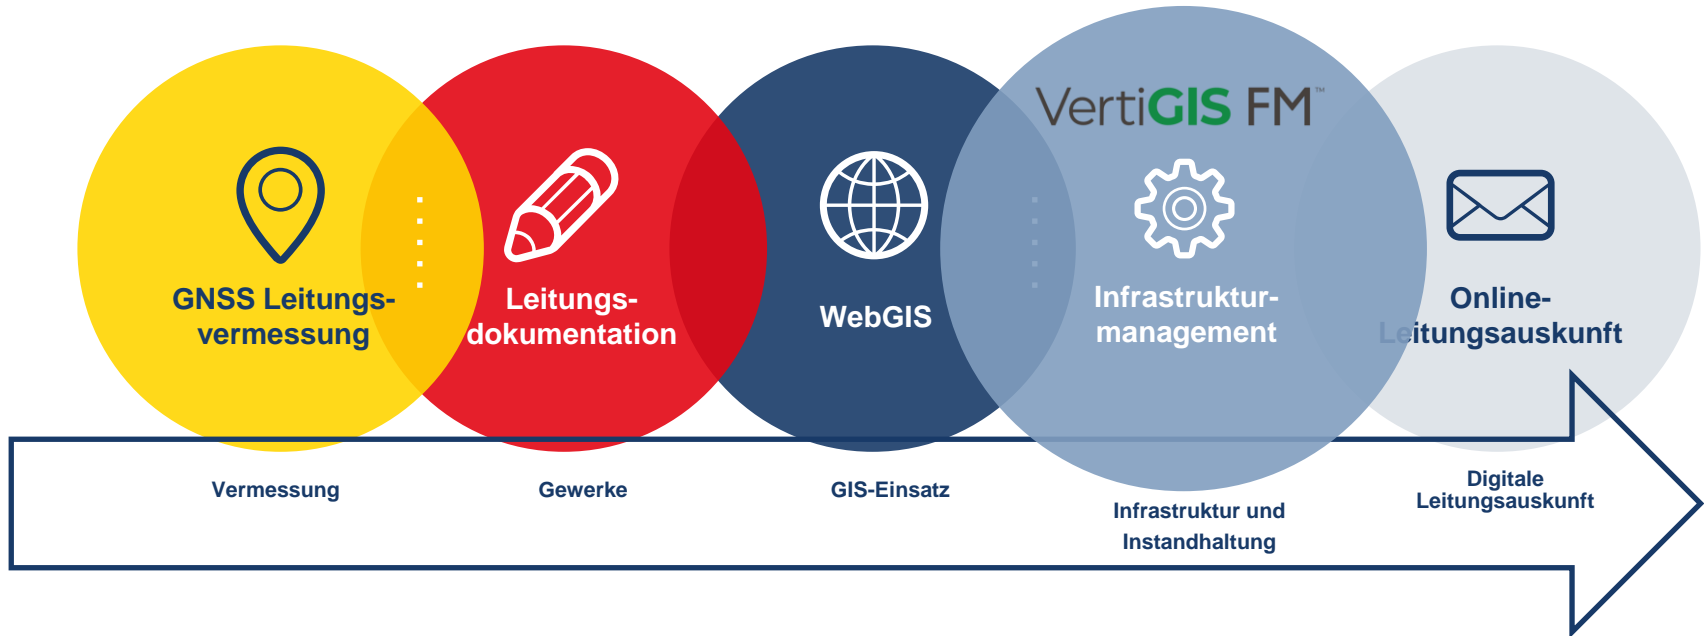 GNSS Leitungs-
vermessung
Leitungs-
dokumentation
WebGIS
VertiGIS FM™
Infrastruktur-
management
Online-
Leitungsauskunft
Vermessung
Gewerke
GIS-Einsatz
Infrastruktur und
Instandhaltung
Digitale
Leitungsauskunft